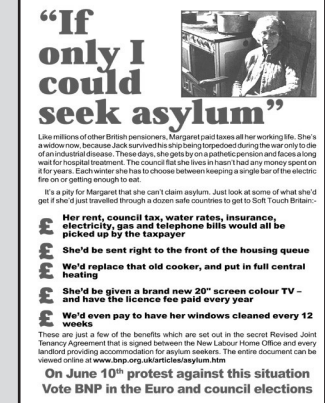 “If
only I
could
seek asylum”
Like millions of other British pensioners, Margaret paid taxes all her working life. She's
a widow now, because Jack survived his ship being torpedoed during the war only to die
of an industrial disease. These days, she gets by on a pathetic pension and faces a long
wait for hospital treatment. The council flat she lives in hasn't had any money spent on
it for years. Each winter she has to choose between keeping a single bar of the electric
fire on or getting enough to eat.
It's a pity for Margaret that she can't claim asylum. Just look at some of what she'd
get if she'd just travelled through a dozen safe countries to get to Soft Touch Britain:-
£ Her rent, council tax, water rates, insurance,
electricity, gas and telephone bills would all be
picked up by the taxpayer
£ She'd be sent right to the front of the housing queue
£ We'd replace that old cooker, and put in full central
heating
£ She'd be given a brand new 20" screen colour TV –
and have the licence fee paid every year
£ We'd even pay to have her windows cleaned every 12
weeks
These are just a few of the benefits which are set out in the secret Revised Joint
Tenancy Agreement that is signed between the New Labour Home Office and every
landlord providing accommodation for asylum seekers. The entire document can be
viewed online at www.bnp.org.uk/articles/asylum.htm
On June 10th protest against this situation
Vote BNP in the Euro and council elections